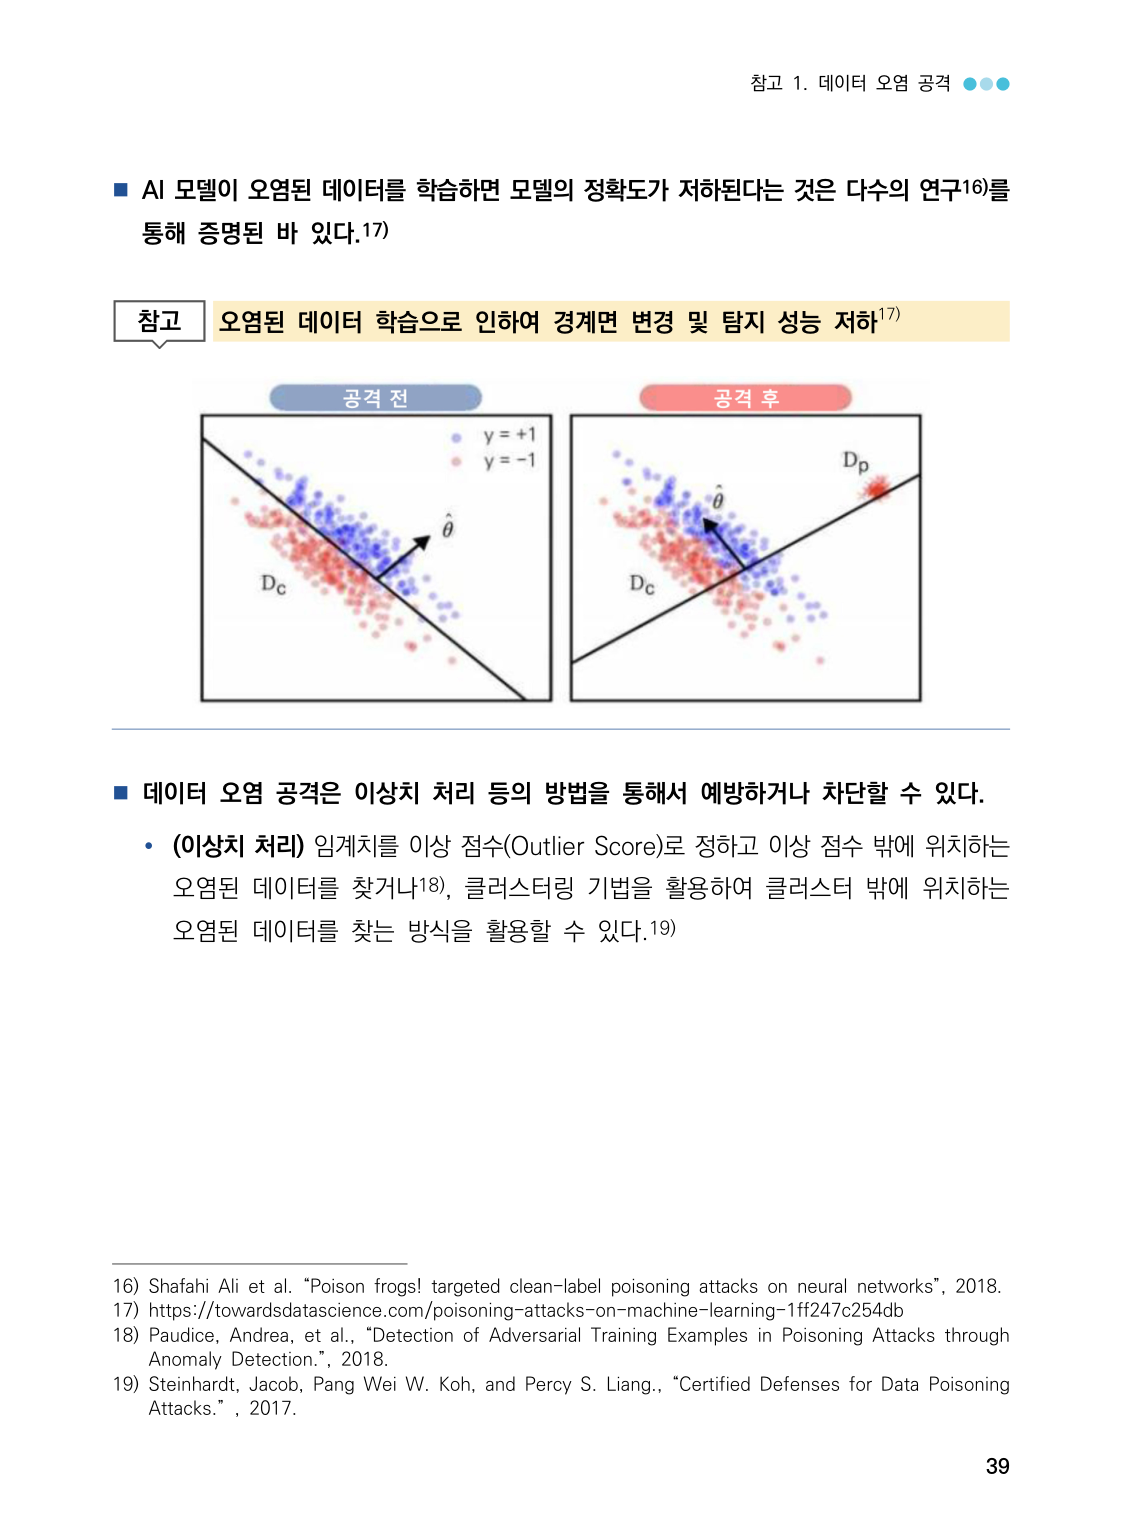 참고 1. 데이터 오염 공격
■ AI 모델이 오염된 데이터를 학습하면 모델의 정확도가 저하된다는 것은 다수의 연구16)를
통해 증명된 바 있다.17)
참고 오염된 데이터 학습으로 인하여 경계면 변경 및 탐지 성능 저하17)
공격 전
y = +1
y = −1
θ̂
Dc
공격 후
Dp
θ̂
Dc
■ 데이터 오염 공격은 이상치 처리 등의 방법을 통해서 예방하거나 차단할 수 있다.
• (이상치 처리) 임계치를 이상 점수(Outlier Score)로 정하고 이상 점수 밖에 위치하는
오염된 데이터를 찾거나18), 클러스터링 기법을 활용하여 클러스터 밖에 위치하는
오염된 데이터를 찾는 방식을 활용할 수 있다.19)
16) Shafahi Ali et al. “Poison frogs! targeted clean-label poisoning attacks on neural networks”, 2018.
17) https://towardsdatascience.com/poisoning-attacks-on-machine-learning-1ff247c254db
18) Paudice, Andrea, et al., “Detection of Adversarial Training Examples in Poisoning Attacks through
Anomaly Detection.”, 2018.
19) Steinhardt, Jacob, Pang Wei W. Koh, and Percy S. Liang., “Certified Defenses for Data Poisoning
Attacks.” , 2017.
39